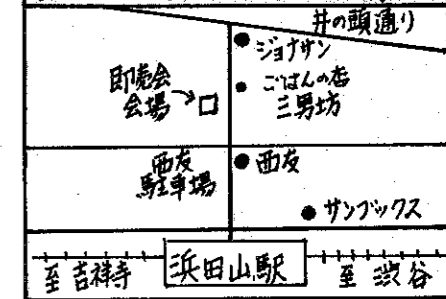 井の頭通り
ジョナサン
ごはんの店
三男坊
即売会
会場
西友
駐車場
西友
サンブックス
至吉祥寺
浜田山駅
至渋谷